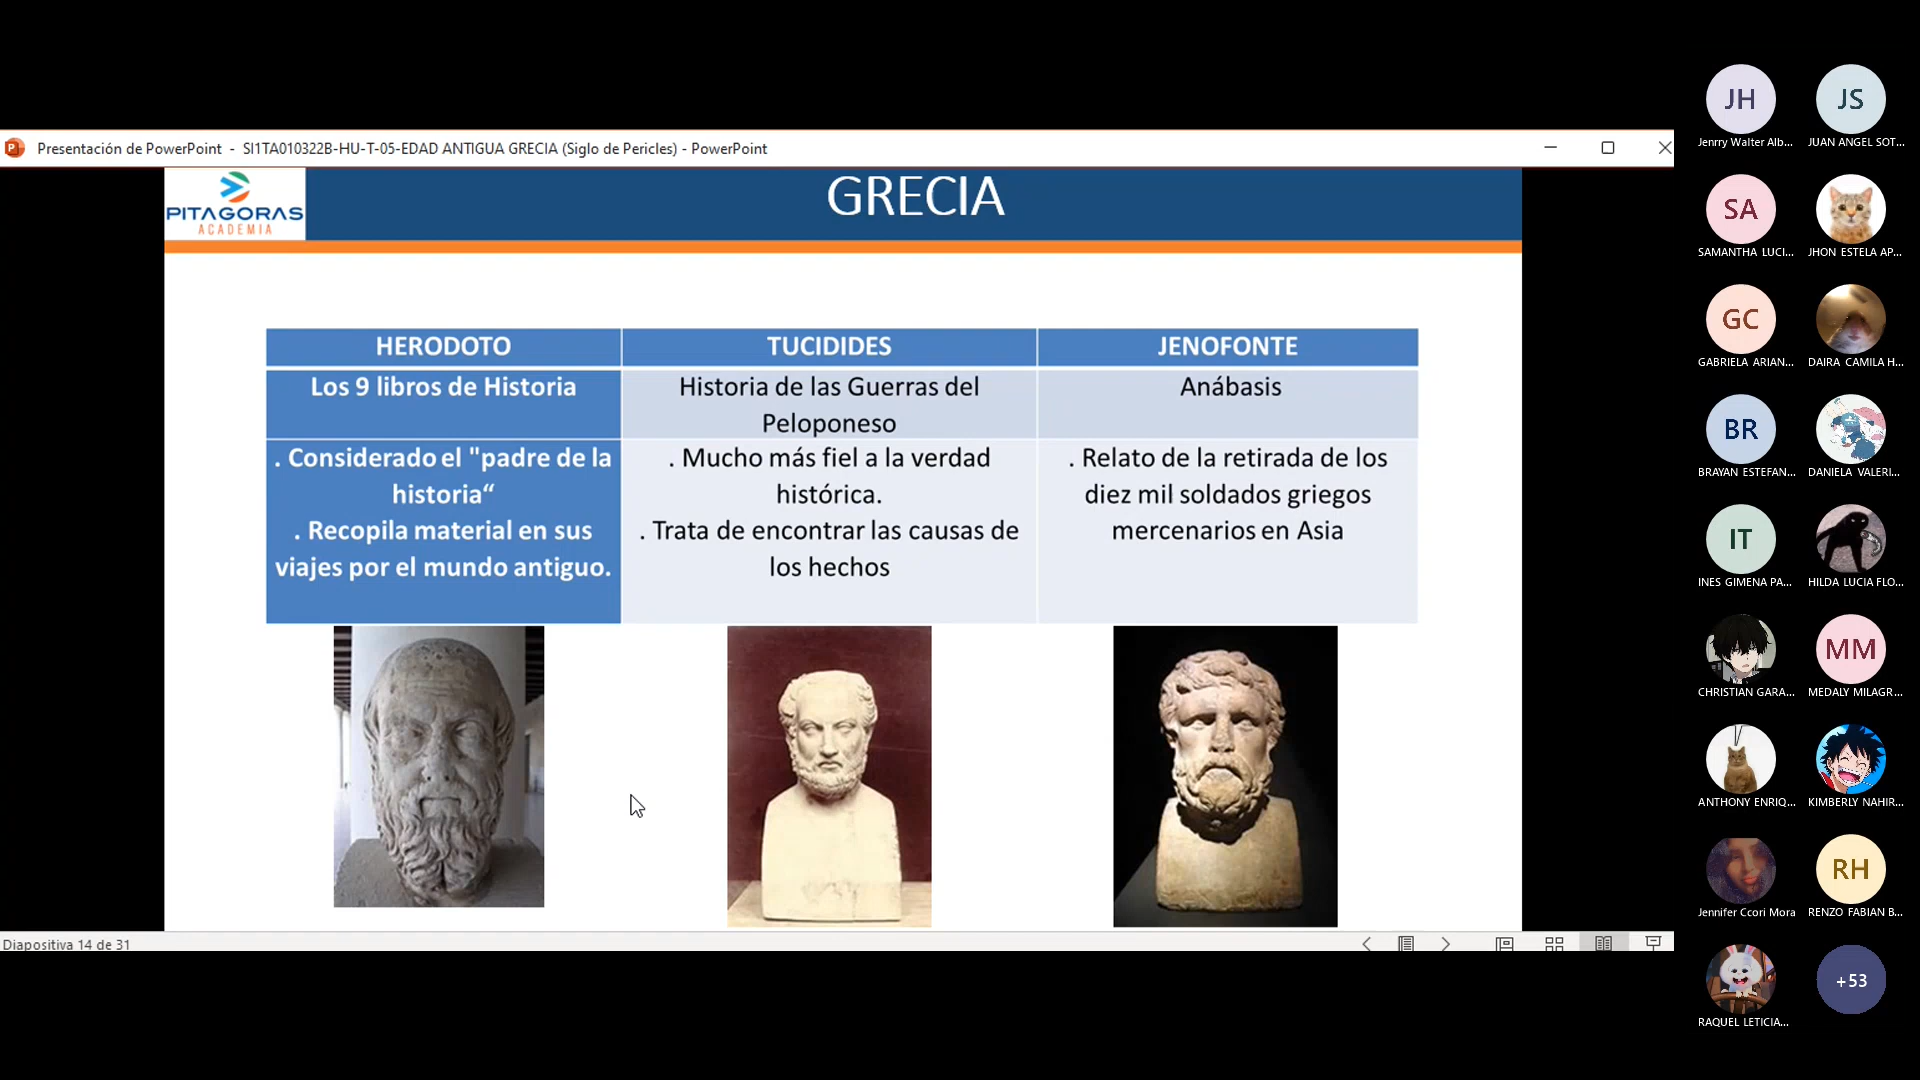 Presentación de PowerPoint - SI1TA010322B-HU-T-05-EDAD ANTIGUA GRECIA (Siglo de Pericles) - PowerPoint
PITAGORAS
ACADEMIA
GRECIA
HERODOTO
TUCIDIDES
JENOFONTE
Los 9 libros de Historia
Historia de las Guerras del
Peloponeso
Anábasis
. Considerado el "padre de la
historia“
. Recopila material en sus
viajes por el mundo antiguo.
. Mucho más fiel a la verdad
histórica.
. Trata de encontrar las causas de
los hechos
. Relato de la retirada de los
diez mil soldados griegos
mercenarios en Asia
Diapositiva 14 de 31
JH
Jenrry Walter Alb...
JS
JUAN ANGEL SOT...
SA
SAMANTHA LUCI...
JHON ESTELA AP...
GC
GABRIELA ARIAN...
DAIRA CAMILA H...
BR
BRAYAN ESTEFAN...
DANIELA VALERI...
IT
INES GIMENA PA...
HILDA LUCIA FLO...
CHRISTIAN GARA...
MM
MEDALY MILAGR...
ANTHONY ENRIQ...
KIMBERLY NAHIR...
Jennifer Ccori Mora
RH
RENZO FABIAN B...
RAQUEL LETICIA...
+53